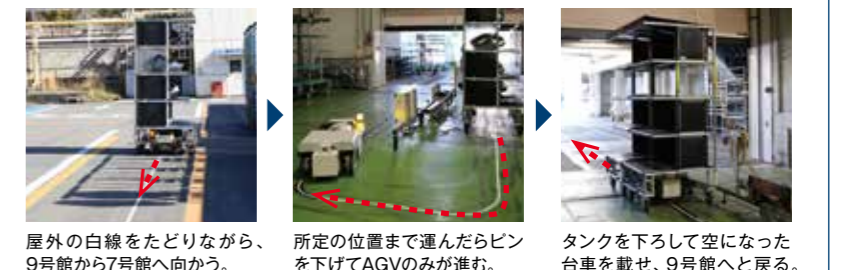 屋外の白線をたどりながら、
9号館から7号館へ向かう。
所定の位置まで運んだらピン
を下げてAGVのみが進む。
タンクを下ろして空になった
台車を載せ、9号館へと戻る。